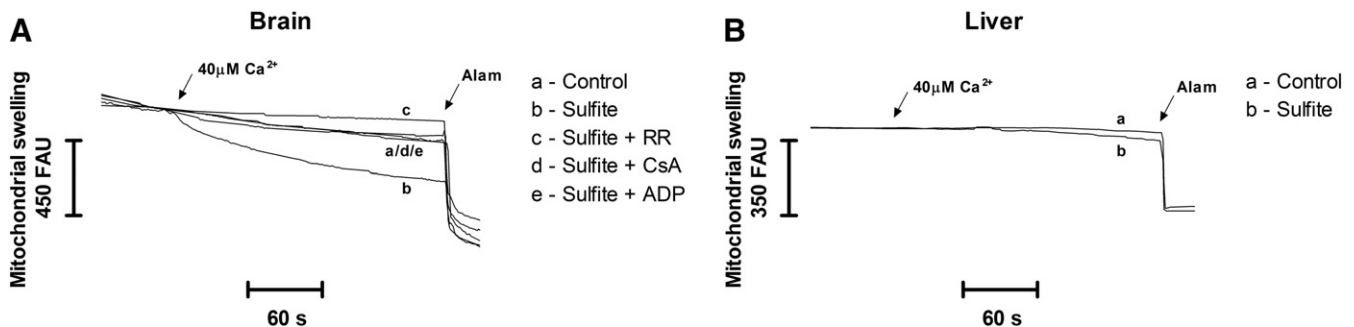 A
Brain
Mitochondrial swelling
450 FAU
40μM Ca²⁺
Alam
c
a/d/e
b
60 s
a - Control
b - Sulfite
c - Sulfite + RR
d - Sulfite + CsA
e - Sulfite + ADP
B
Liver
Mitochondrial swelling
350 FAU
40μM Ca²⁺
Alam
a
b
60 s
a - Control
b - Sulfite